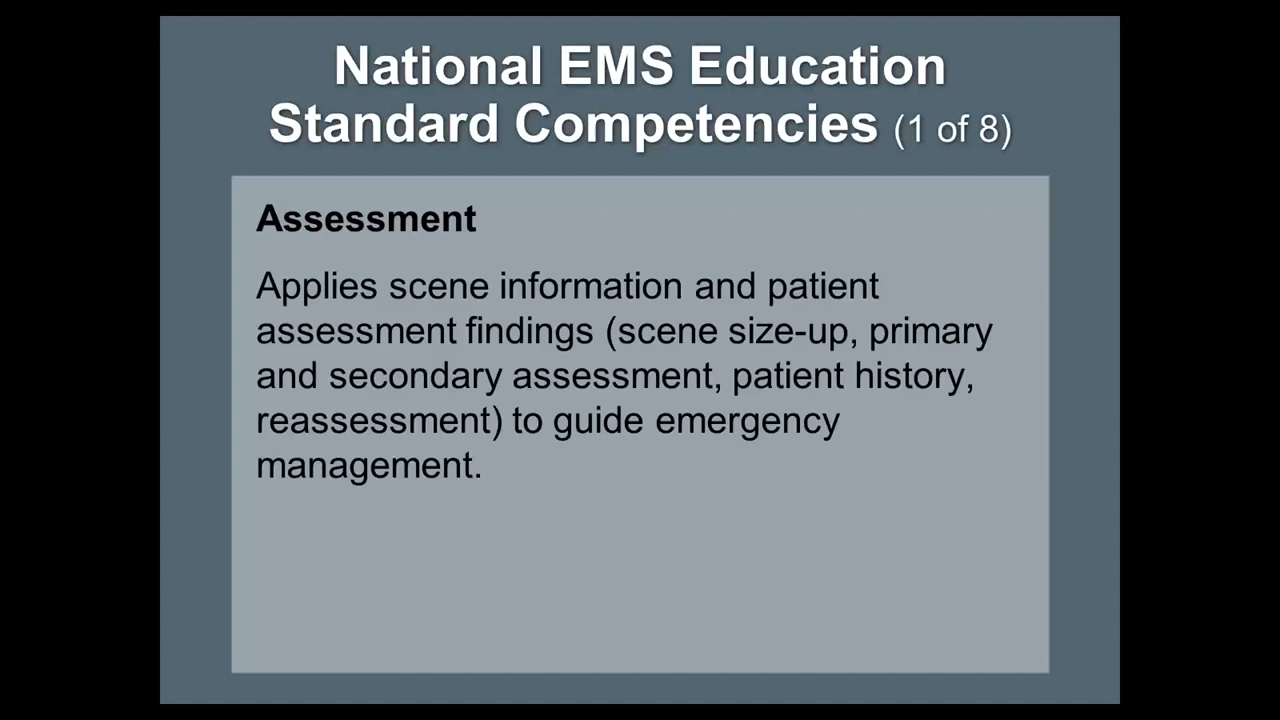 National EMS Education
Standard Competencies (1 of 8)
Assessment
Applies scene information and patient
assessment findings (scene size-up, primary
and secondary assessment, patient history,
reassessment) to guide emergency
management.